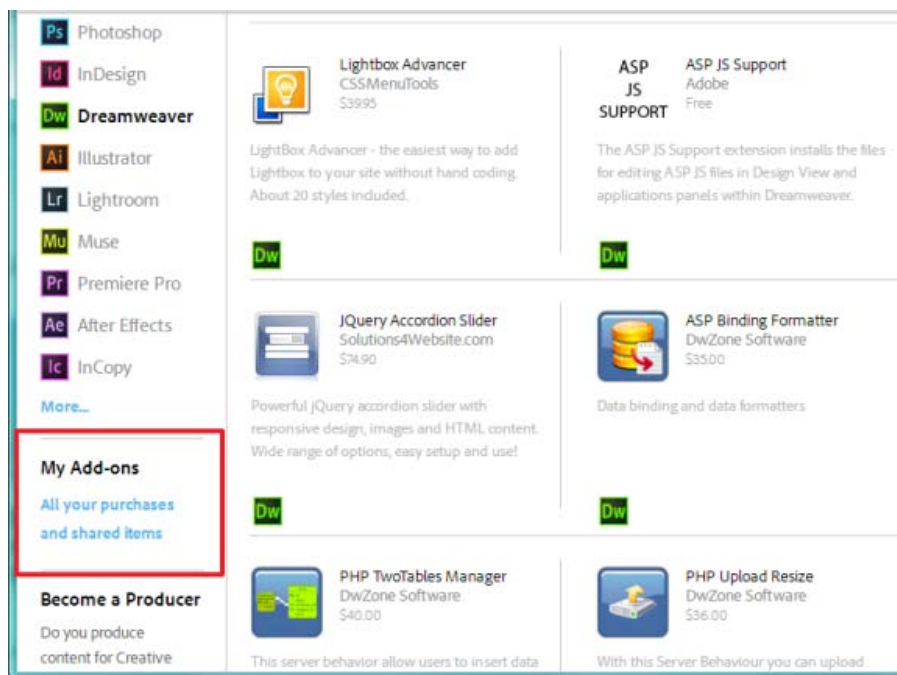 Ps Photoshop
Id InDesign
Dw Dreamweaver
Ai Illustrator
Lr Lightroom
Mu Muse
Pr Premiere Pro
Ae After Effects
Ic InCopy
More...
My Add-ons
All your purchases
and shared items
Become a Producer
Do you produce
content for Creative
Lightbox Advancer
CSSMenuTools
$39.95
LightBox Advancer - the easiest way to add
Lightbox to your site without hand coding.
About 20 styles included.
Dw
ASP
JS
SUPPORT
ASP JS Support
Adobe
Free
The ASP JS Support extension installs the files
for editing ASP JS files in Design View and
applications panels within Dreamweaver.
Dw
JQuery Accordion Slider
Solutions4Website.com
$74.90
Powerful jQuery accordion slider with
responsive design, images and HTML content.
Wide range of options, easy setup and use!
Dw
ASP Binding Formatter
DwZone Software
$35.00
Data binding and data formatters
Dw
PHP TwoTables Manager
DwZone Software
$40.00
This server behavior allow users to insert data
PHP Upload Resize
DwZone Software
$36.00
With this Server Behaviour you can upload